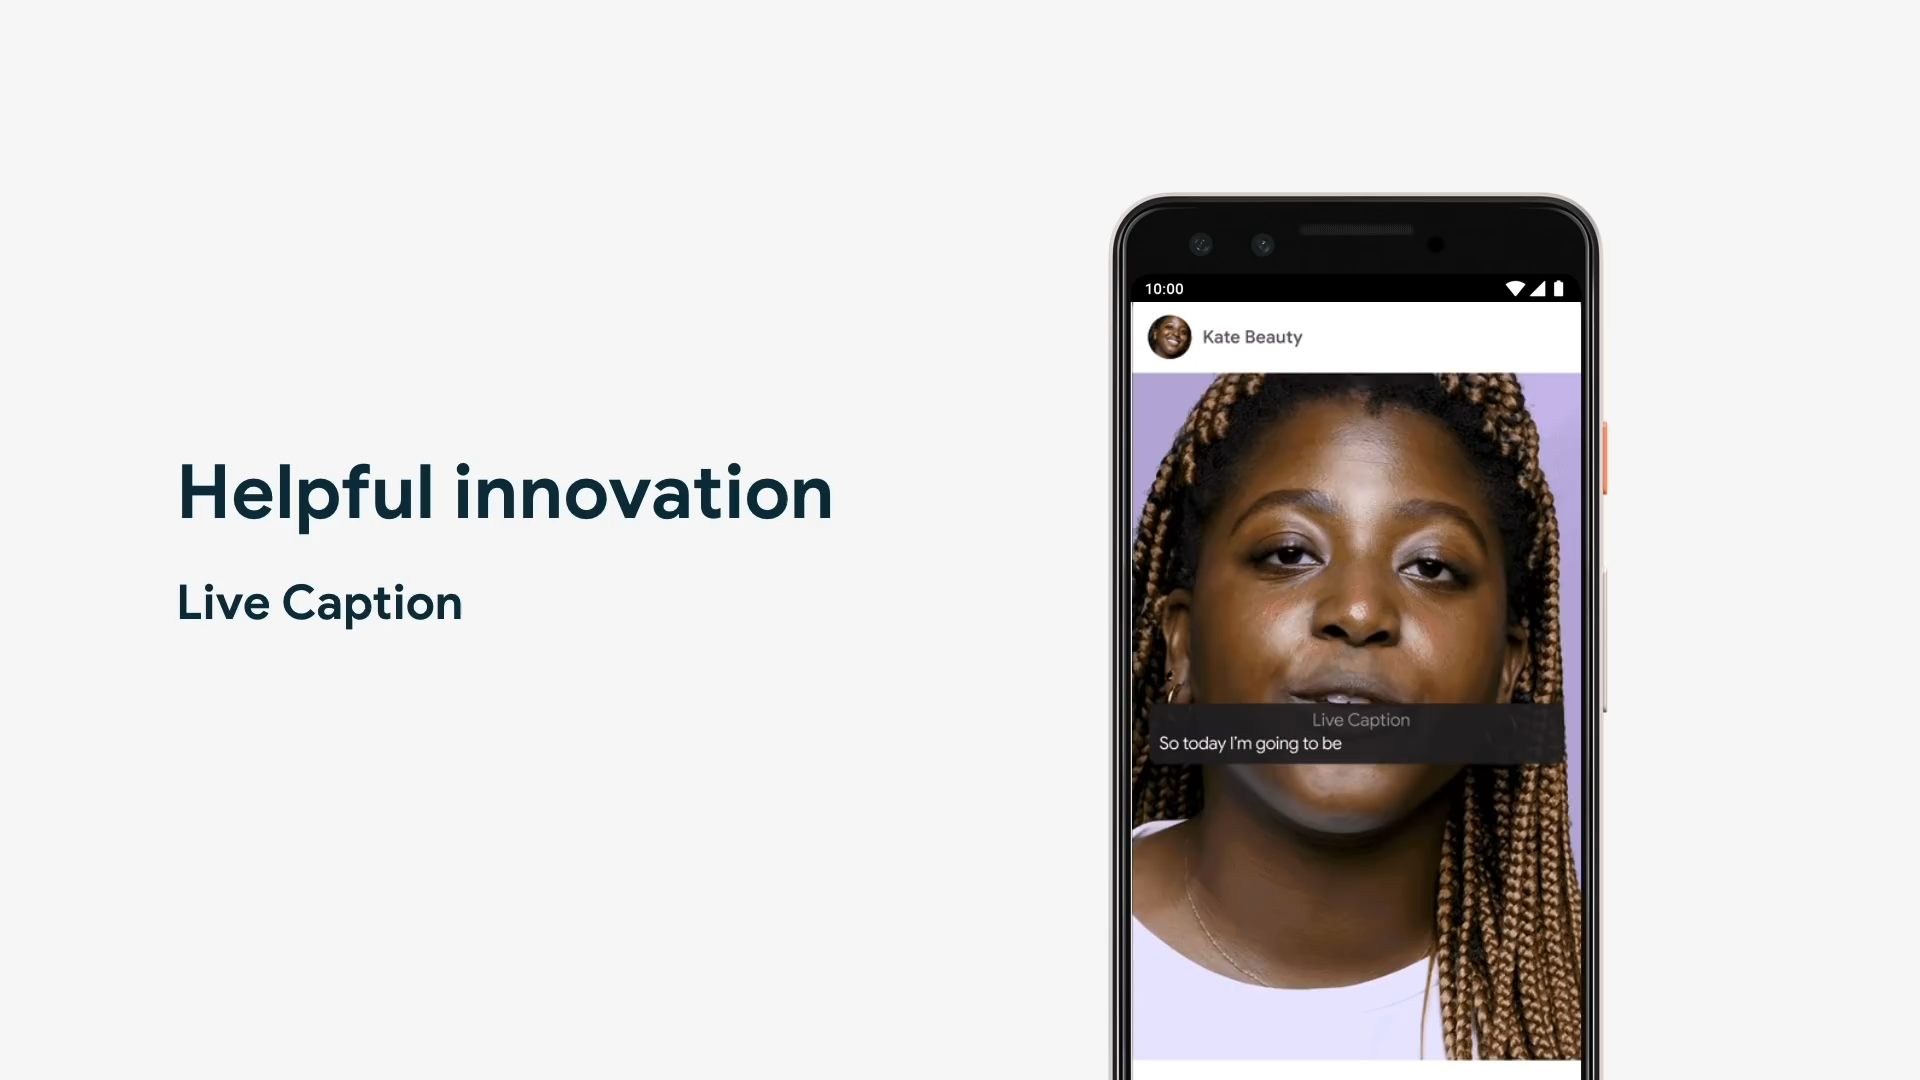 Helpful innovation
Live Caption
10:00
Kate Beauty
Live Caption
So today I'm going to be